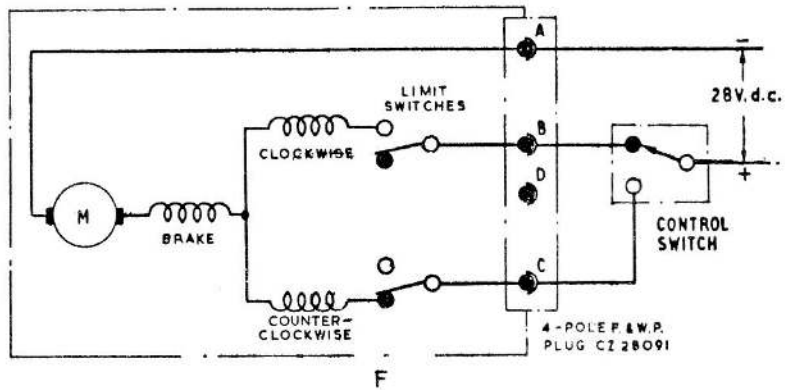 A
−
LIMIT
SWITCHES
28V. d.c.
CLOCKWISE
B
D
+
M
BRAKE
CONTROL
SWITCH
C
COUNTER-
CLOCKWISE
4-POLE P. & W.P.
PLUG CZ 28091
F